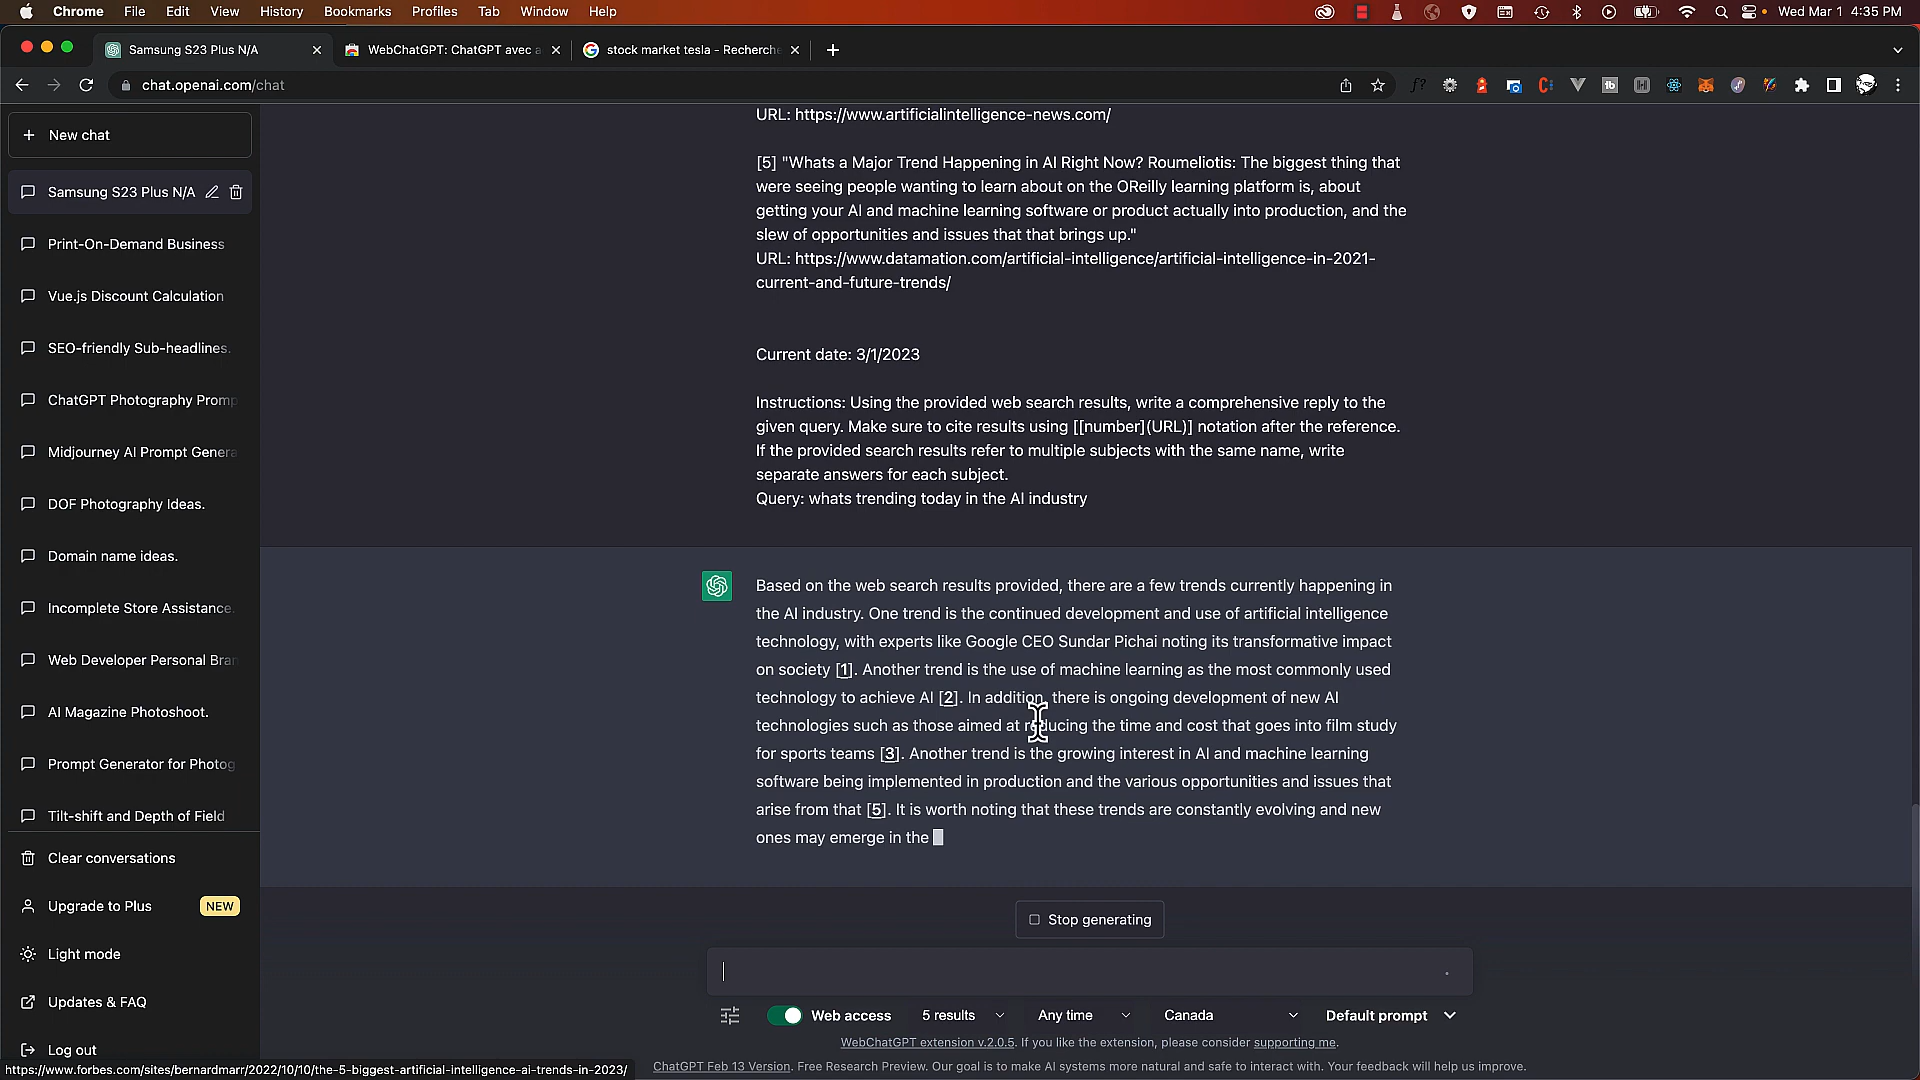 Chrome File Edit View History Bookmarks Profiles Tab Window Help Wed Mar 1 4:35 PM
Samsung S23 Plus N/A
WebChatGPT: ChatGPT avec a
stock market tesla - Recherche
chat.openai.com/chat
New chat
Samsung S23 Plus N/A
Print-On-Demand Business
Vue.js Discount Calculation
SEO-friendly Sub-headlines.
ChatGPT Photography Promp
Midjourney AI Prompt Genera
DOF Photography Ideas.
Domain name ideas.
Incomplete Store Assistance.
Web Developer Personal Bran
AI Magazine Photoshoot.
Prompt Generator for Photog
Tilt-shift and Depth of Field
Clear conversations
Upgrade to Plus NEW
Light mode
Updates & FAQ
Log out
https://www.forbes.com/sites/bernardmarr/2022/10/10/the-5-biggest-artificial-intelligence-ai-trends-in-2023/
URL: https://www.artificialintelligence-news.com/
[5] "Whats a Major Trend Happening in AI Right Now? Roumeliotis: The biggest thing that
were seeing people wanting to learn about on the OReilly learning platform is, about
getting your AI and machine learning software or product actually into production, and the
slew of opportunities and issues that that brings up."
URL: https://www.datamation.com/artificial-intelligence/artificial-intelligence-in-2021-
current-and-future-trends/
Current date: 3/1/2023
Instructions: Using the provided web search results, write a comprehensive reply to the
given query. Make sure to cite results using [[number](URL)] notation after the reference.
If the provided search results refer to multiple subjects with the same name, write
separate answers for each subject.
Query: whats trending today in the AI industry
Based on the web search results provided, there are a few trends currently happening in
the AI industry. One trend is the continued development and use of artificial intelligence
technology, with experts like Google CEO Sundar Pichai noting its transformative impact
on society [1]. Another trend is the use of machine learning as the most commonly used
technology to achieve AI [2]. In addition, there is ongoing development of new AI
technologies such as those aimed at reducing the time and cost that goes into film study
for sports teams [3]. Another trend is the growing interest in AI and machine learning
software being implemented in production and the various opportunities and issues that
arise from that [5]. It is worth noting that these trends are constantly evolving and new
ones may emerge in the
Stop generating
Web access 5 results Any time Canada Default prompt
WebChatGPT extension v.2.0.5. If you like the extension, please consider supporting me.
ChatGPT Feb 13 Version. Free Research Preview. Our goal is to make AI systems more natural and safe to interact with. Your feedback will help us improve.